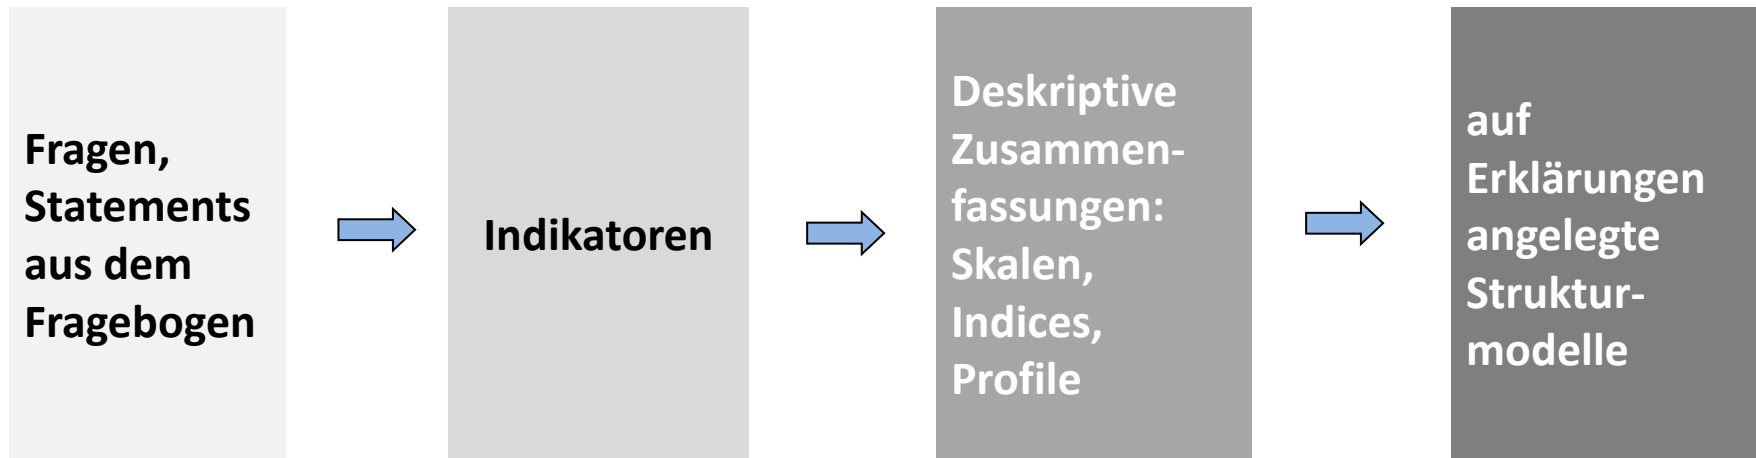 Fragen,
Statements
aus dem
Fragebogen
Indikatoren
Deskriptive
Zusammen-
fassungen:
Skalen,
Indices,
Profile
auf
Erklärungen
angelegte
Struktur-
modelle